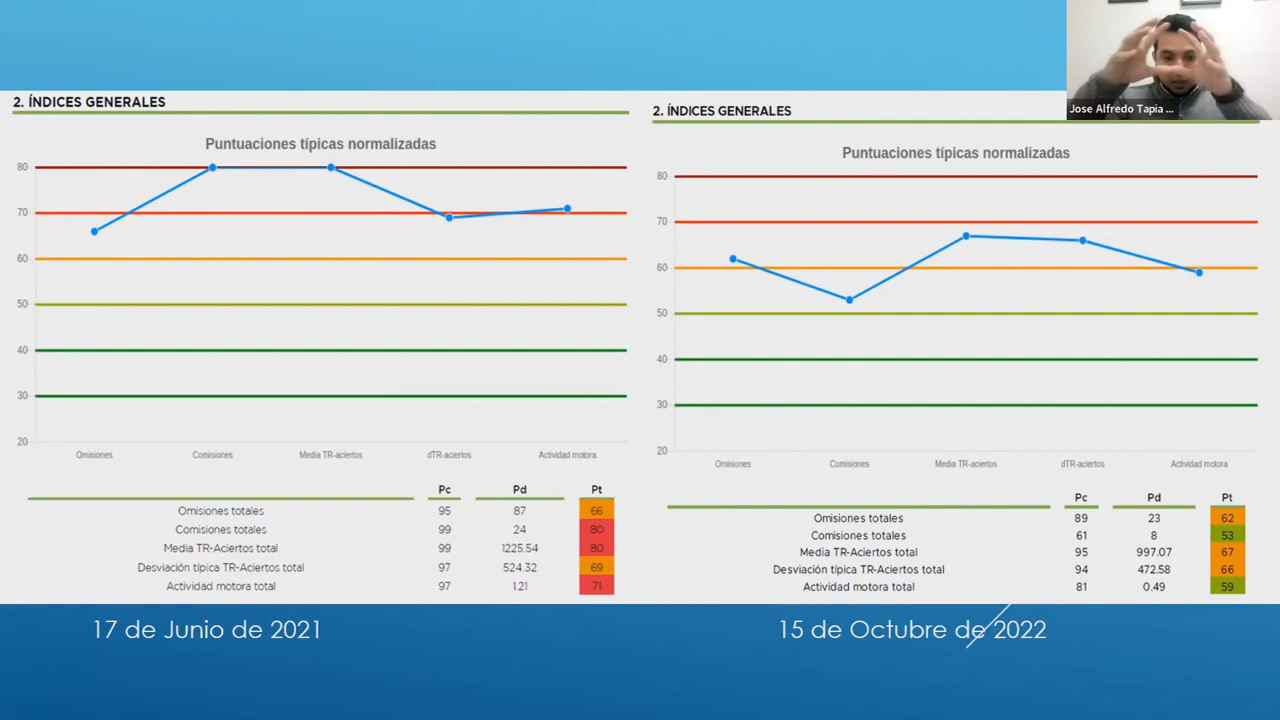 2. ÍNDICES GENERALES
Puntuaciones típicas normalizadas
80
70
60
50
40
30
20
Omisiones Comisiones Media TR-aciertos dTR-aciertos Actividad motora
Pc Pd Pt
Omisiones totales 95 87 66
Comisiones totales 99 24 80
Media TR-Aciertos total 99 1225.54 80
Desviación típica TR-Aciertos total 97 524.32 69
Actividad motora total 97 1.21 71
17 de Junio de 2021
Jose Alfredo Tapia ...
2. ÍNDICES GENERALES
Puntuaciones típicas normalizadas
80
70
60
50
40
30
20
Omisiones Comisiones Media TR-aciertos dTR-aciertos Actividad motora
Pc Pd Pt
Omisiones totales 89 23 62
Comisiones totales 61 8 53
Media TR-Aciertos total 95 997.07 67
Desviación típica TR-Aciertos total 94 472.58 66
Actividad motora total 81 0.49 59
15 de Octubre de 2022